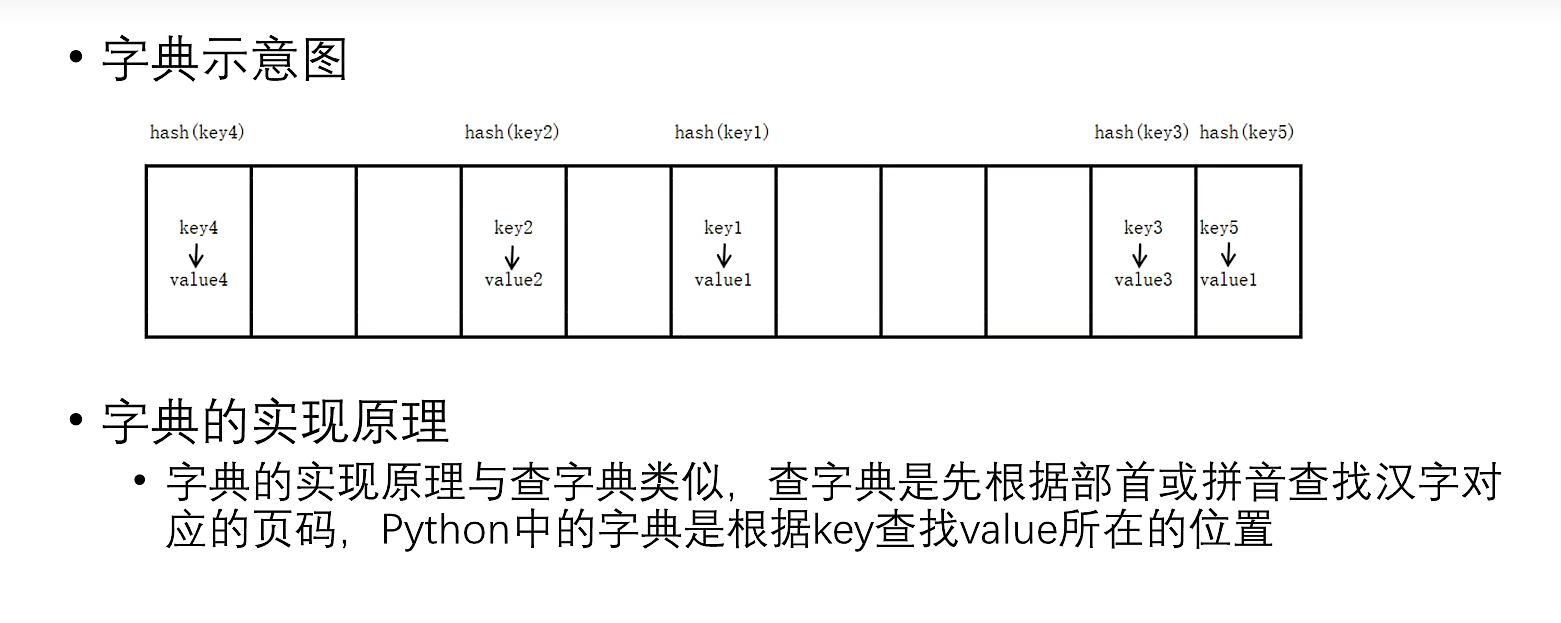 • 字典示意图
hash(key4) hash(key2) hash(key1) hash(key3) hash(key5)
key4 key2 key1 key3 key5
value4 value2 value1 value3 value1
• 字典的实现原理
• 字典的实现原理与查字典类似，查字典是先根据部首或拼音查找汉字对
应的页码，Python中的字典是根据key查找value所在的位置